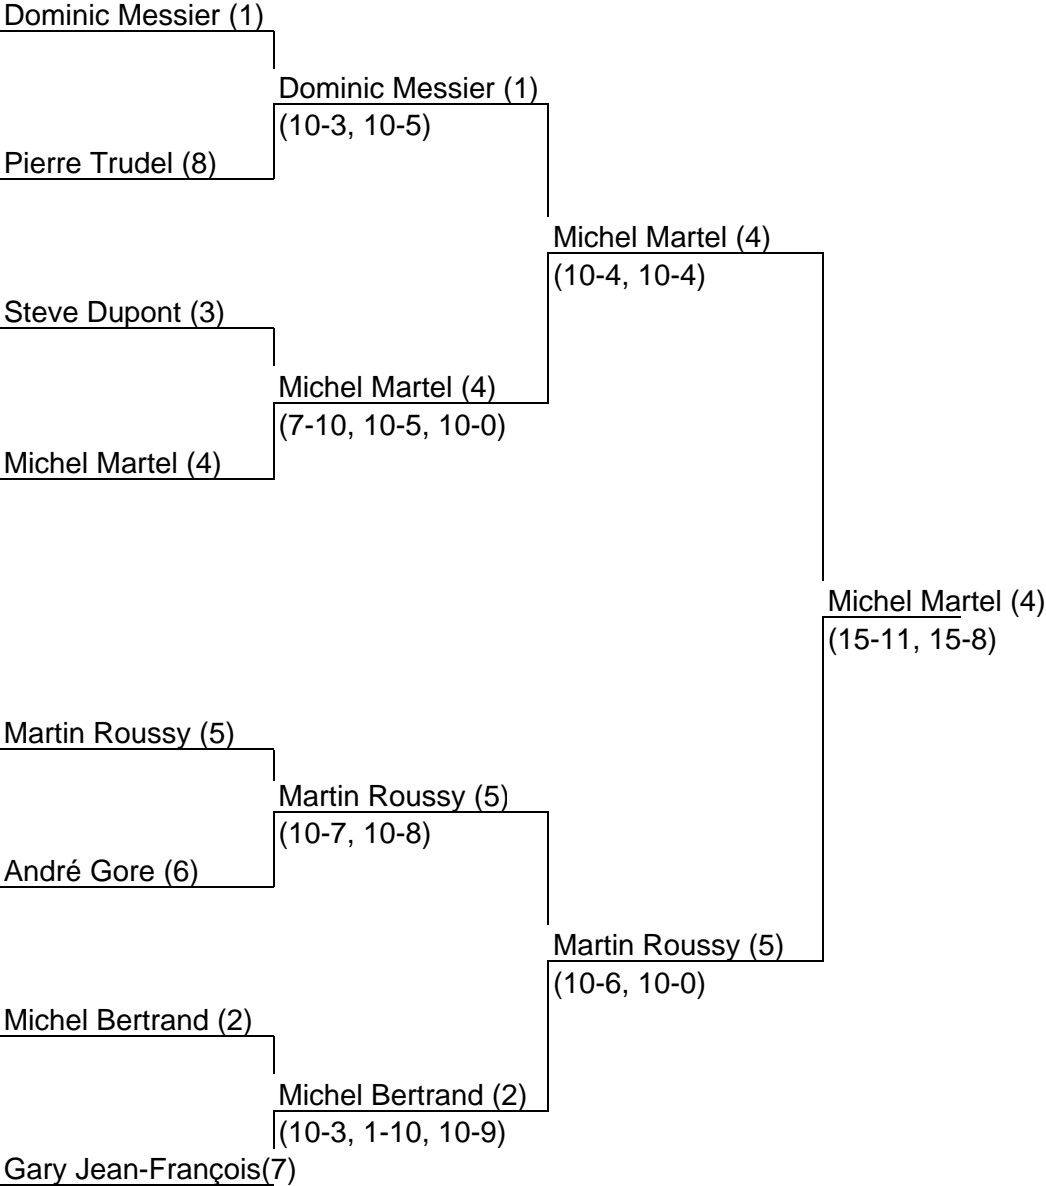 Dominic Messier (1)
Dominic Messier (1)
(10-3, 10-5)
Pierre Trudel (8)
Michel Martel (4)
(10-4, 10-4)
Steve Dupont (3)
Michel Martel (4)
(7-10, 10-5, 10-0)
Michel Martel (4)
Michel Martel (4)
(15-11, 15-8)
Martin Roussy (5)
Martin Roussy (5)
(10-7, 10-8)
André Gore (6)
Martin Roussy (5)
(10-6, 10-0)
Michel Bertrand (2)
Michel Bertrand (2)
(10-3, 1-10, 10-9)
Gary Jean-François(7)